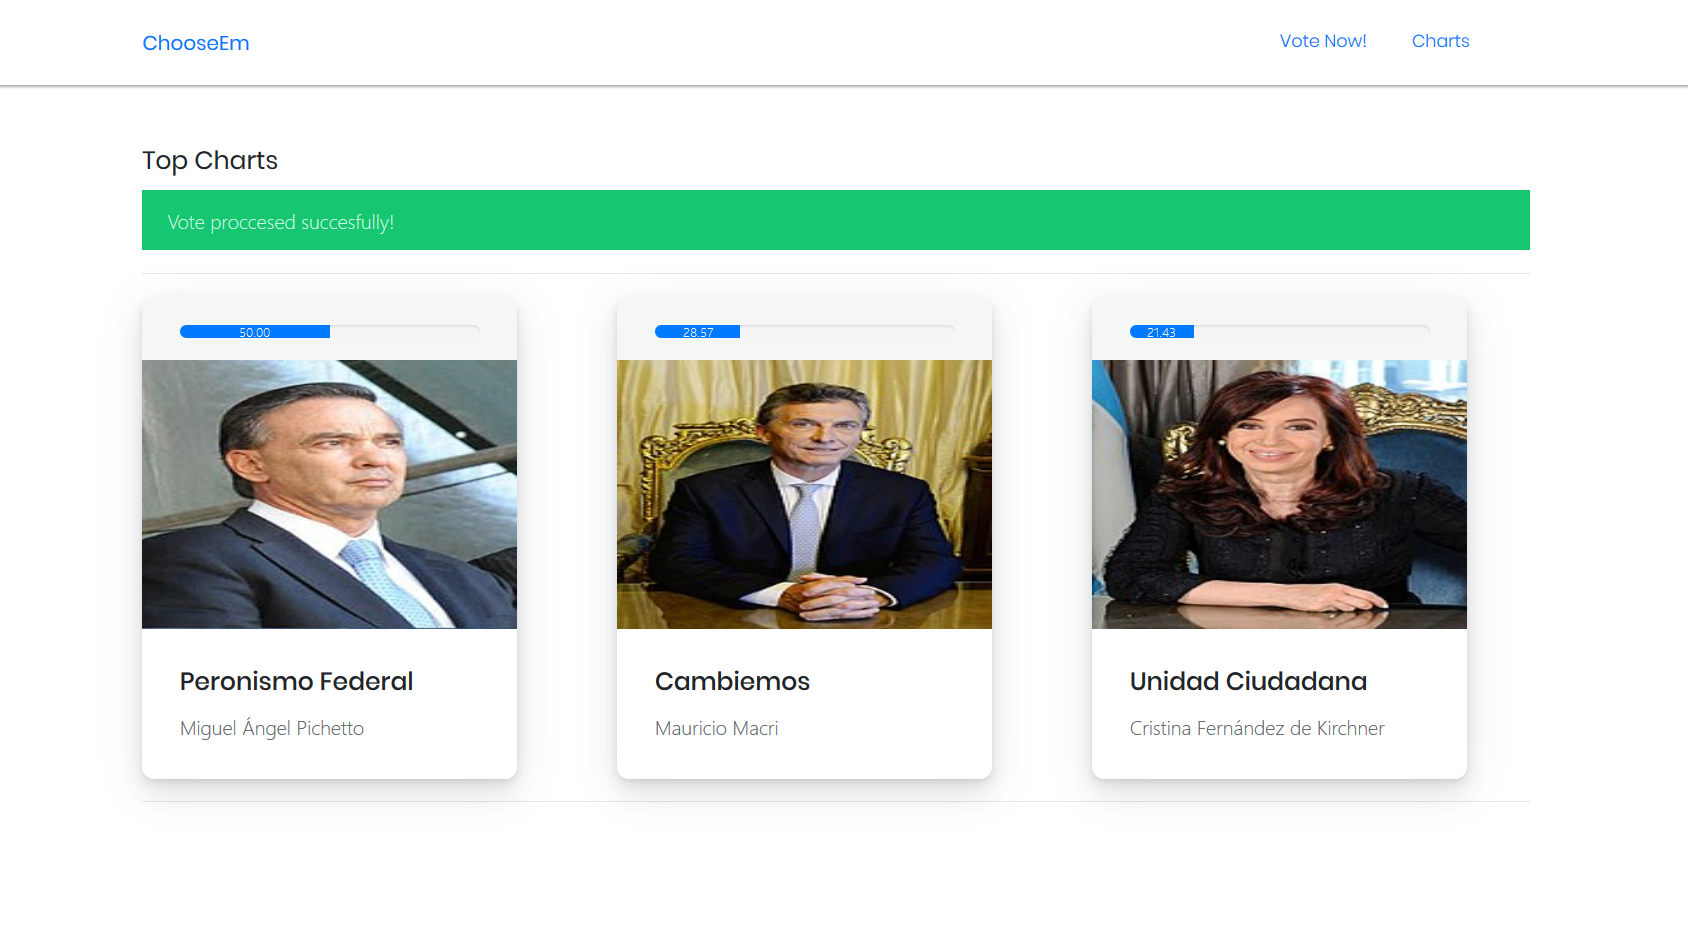 ChooseEm
Vote Now!
Charts
Top Charts
Vote proccesed succesfully!
50.00
28.57
21.43
Peronismo Federal
Miguel Ángel Pichetto
Cambiemos
Mauricio Macri
Unidad Ciudadana
Cristina Fernández de Kirchner